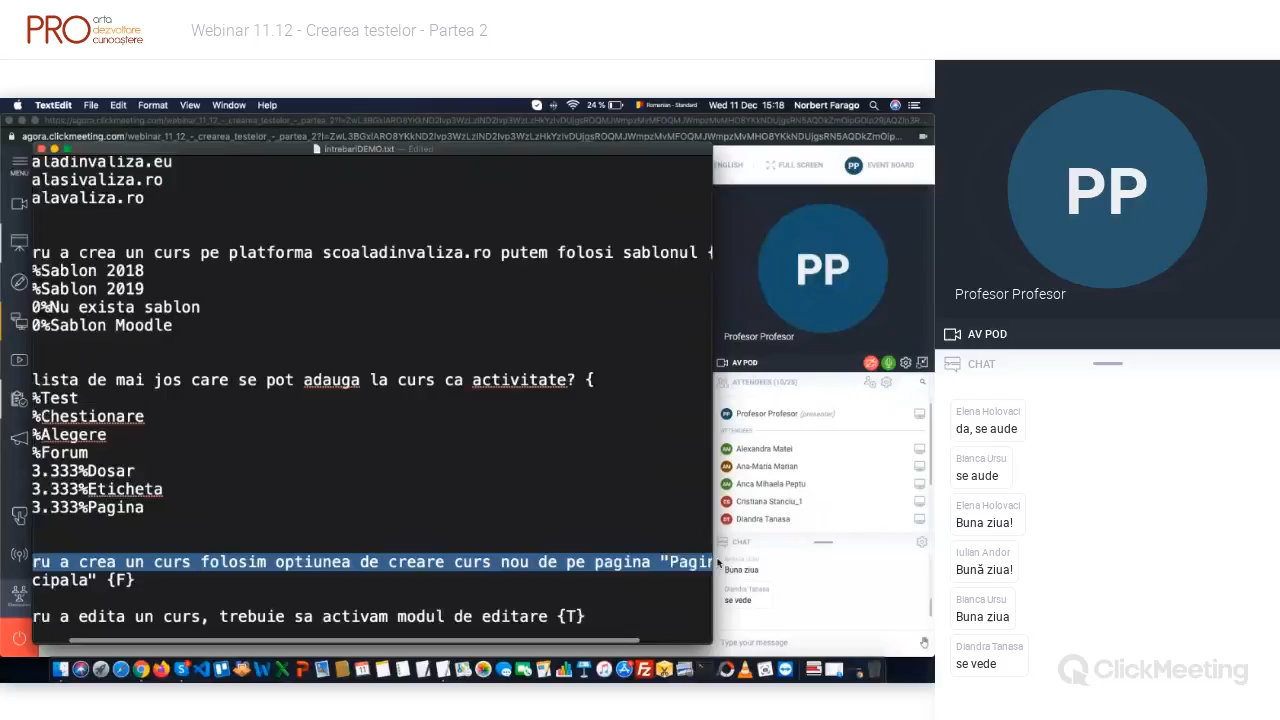 PRO arta
dezvoltare
cunoaștere
Webinar 11.12 - Crearea testelor - Partea 2
TextEdit File Edit Format View Window Help
24 % Romanian - Standard Wed 11 Dec 15:18 Norbert Farago
intrebariDEMO.txt — Edited
MENU
aladinvaliza.eu
alasivaliza.ro
alavaliza.ro
ru a crea un curs pe platforma scoaladinvaliza.ro putem folosi sablonul {
%Sablon 2018
%Sablon 2019
0%Nu exista sablon
0%Sablon Moodle
lista de mai jos care se pot adauga la curs ca activitate? {
%Test
%Chestionare
%Alegere
%Forum
3.333%Dosar
3.333%Eticheta
3.333%Pagina
ru a crea un curs folosim optiunea de creare curs nou de pe pagina "Pagin
cipala" {F}
ru a edita un curs, trebuie sa activam modul de editare {T}
NGLISH FULL SCREEN PP EVENT BOARD
PP
Profesor Profesor
AV POD
ATTENDEES (10/23)
PP Profesor Profesor (presenter)
ATTENDEES
Alexandra Matei
Ana-Maria Marian
Anca Mihaela Peptu
Cristiana Stanciu_1
Diandra Tanasa
CHAT
Buna ziua
Diandra Tanasa
se vede
Type your message
PP
Profesor Profesor
AV POD
CHAT
Elena Holovaci
da, se aude
Bianca Ursu
se aude
Elena Holovaci
Buna ziua!
Iulian Andor
Bună ziua!
Bianca Ursu
Buna ziua
Diandra Tanasa
se vede
ClickMeeting